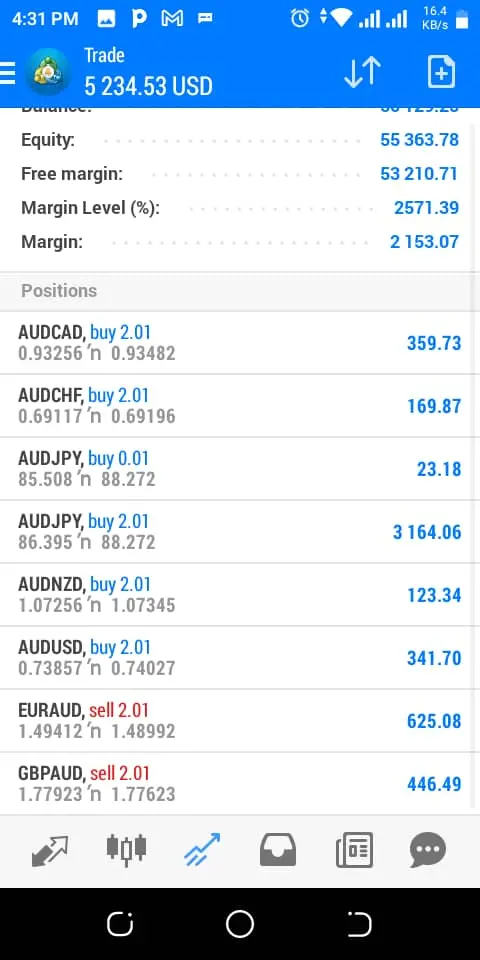 4:31 PM
16.4
KB/s
Trade
5 234.53 USD
Balance:
Equity: 55 363.78
Free margin: 53 210.71
Margin Level (%): 2571.39
Margin: 2 153.07
Positions
AUDCAD, buy 2.01
0.93256 ’n 0.93482
359.73
AUDCHF, buy 2.01
0.69117 ’n 0.69196
169.87
AUDJPY, buy 0.01
85.508 ’n 88.272
23.18
AUDJPY, buy 2.01
86.395 ’n 88.272
3 164.06
AUDNZD, buy 2.01
1.07256 ’n 1.07345
123.34
AUDUSD, buy 2.01
0.73857 ’n 0.74027
341.70
EURAUD, sell 2.01
1.49412 ’n 1.48992
625.08
GBPAUD, sell 2.01
1.77923 ’n 1.77623
446.49